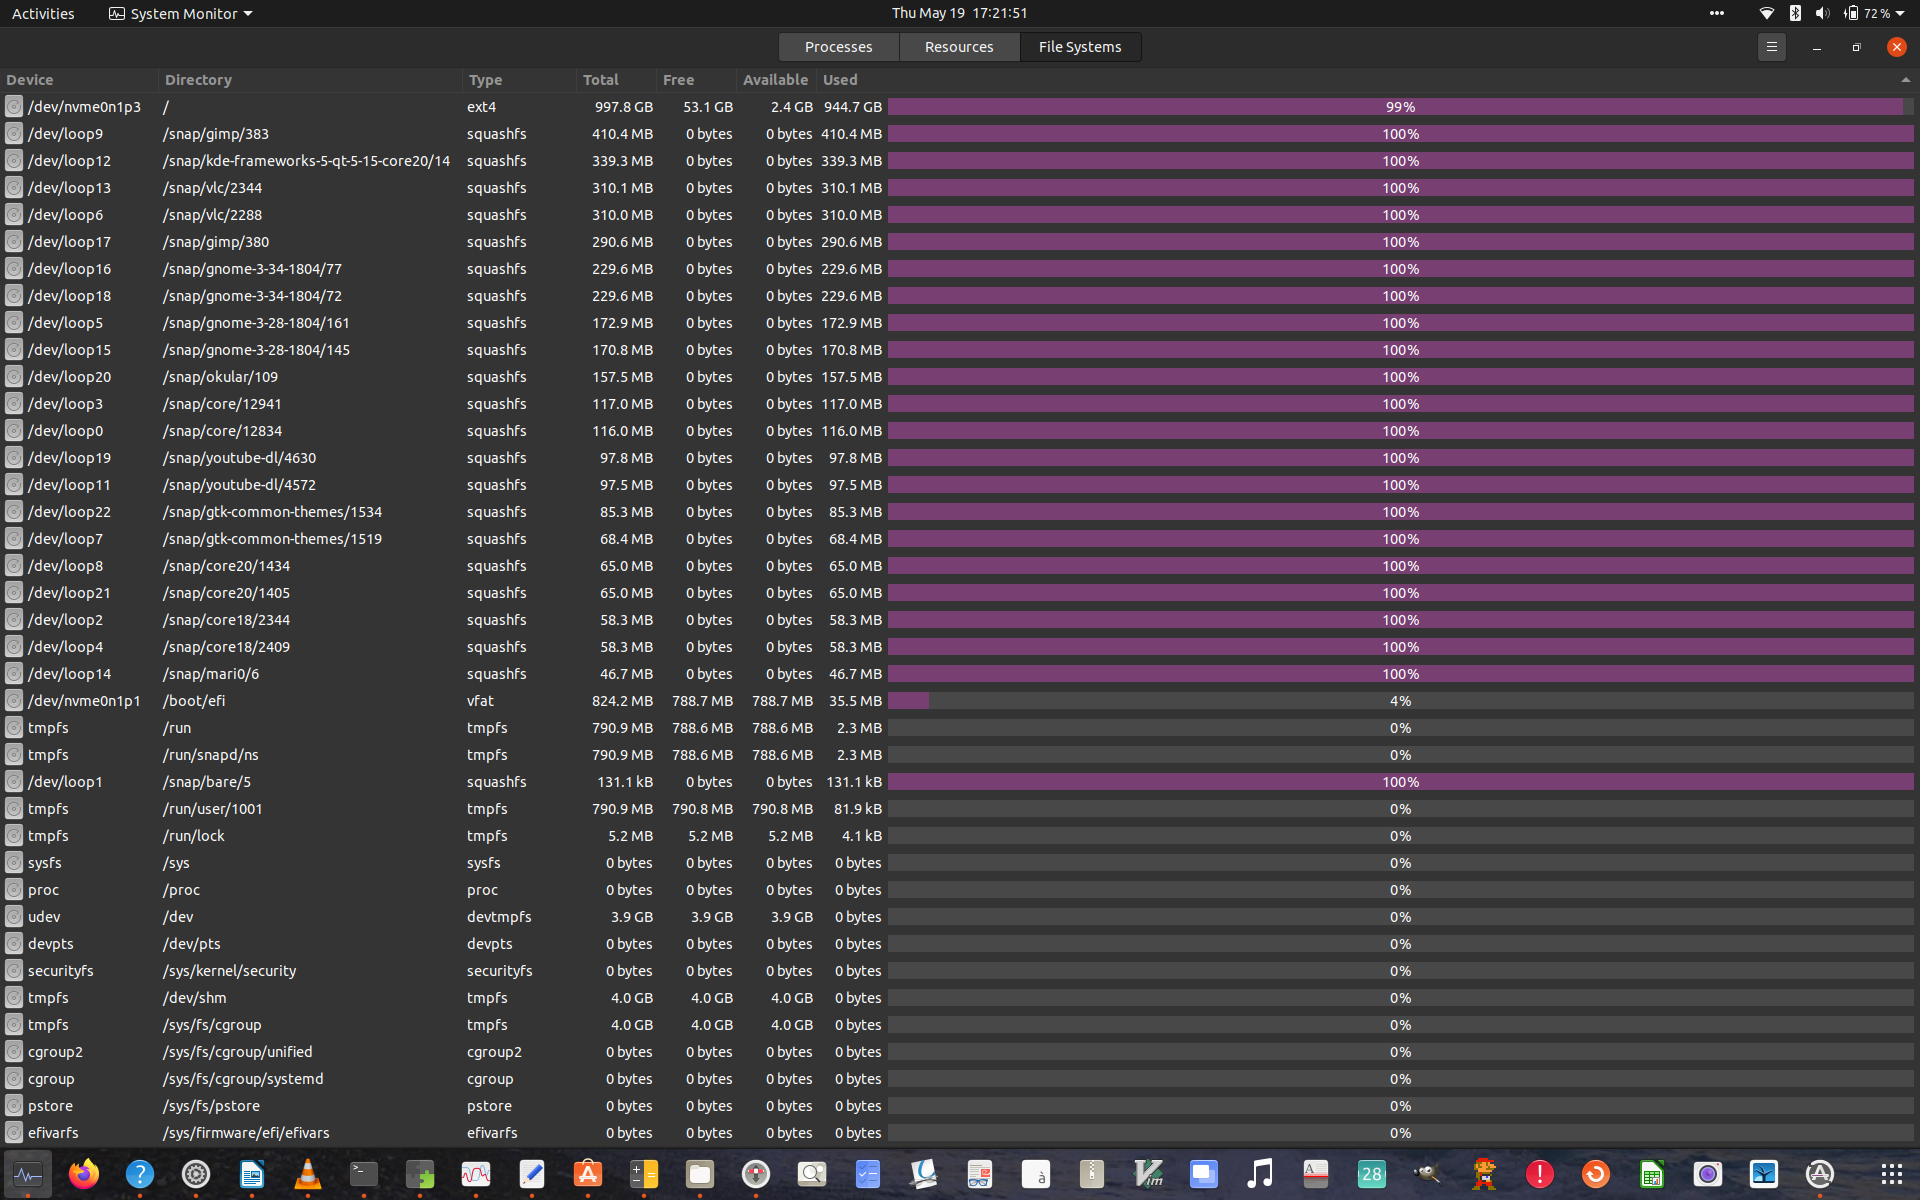 Activities System Monitor Thu May 19 17:21:51 72 %
Processes Resources File Systems
Device Directory Type Total Free Available Used
/dev/nvme0n1p3 / ext4 997.8 GB 53.1 GB 2.4 GB 944.7 GB 99%
/dev/loop9 /snap/gimp/383 squashfs 410.4 MB 0 bytes 0 bytes 410.4 MB 100%
/dev/loop12 /snap/kde-frameworks-5-qt-5-15-core20/14 squashfs 339.3 MB 0 bytes 0 bytes 339.3 MB 100%
/dev/loop13 /snap/vlc/2344 squashfs 310.1 MB 0 bytes 0 bytes 310.1 MB 100%
/dev/loop6 /snap/vlc/2288 squashfs 310.0 MB 0 bytes 0 bytes 310.0 MB 100%
/dev/loop17 /snap/gimp/380 squashfs 290.6 MB 0 bytes 0 bytes 290.6 MB 100%
/dev/loop16 /snap/gnome-3-34-1804/77 squashfs 229.6 MB 0 bytes 0 bytes 229.6 MB 100%
/dev/loop18 /snap/gnome-3-34-1804/72 squashfs 229.6 MB 0 bytes 0 bytes 229.6 MB 100%
/dev/loop5 /snap/gnome-3-28-1804/161 squashfs 172.9 MB 0 bytes 0 bytes 172.9 MB 100%
/dev/loop15 /snap/gnome-3-28-1804/145 squashfs 170.8 MB 0 bytes 0 bytes 170.8 MB 100%
/dev/loop20 /snap/okular/109 squashfs 157.5 MB 0 bytes 0 bytes 157.5 MB 100%
/dev/loop3 /snap/core/12941 squashfs 117.0 MB 0 bytes 0 bytes 117.0 MB 100%
/dev/loop0 /snap/core/12834 squashfs 116.0 MB 0 bytes 0 bytes 116.0 MB 100%
/dev/loop19 /snap/youtube-dl/4630 squashfs 97.8 MB 0 bytes 0 bytes 97.8 MB 100%
/dev/loop11 /snap/youtube-dl/4572 squashfs 97.5 MB 0 bytes 0 bytes 97.5 MB 100%
/dev/loop22 /snap/gtk-common-themes/1534 squashfs 85.3 MB 0 bytes 0 bytes 85.3 MB 100%
/dev/loop7 /snap/gtk-common-themes/1519 squashfs 68.4 MB 0 bytes 0 bytes 68.4 MB 100%
/dev/loop8 /snap/core20/1434 squashfs 65.0 MB 0 bytes 0 bytes 65.0 MB 100%
/dev/loop21 /snap/core20/1405 squashfs 65.0 MB 0 bytes 0 bytes 65.0 MB 100%
/dev/loop2 /snap/core18/2344 squashfs 58.3 MB 0 bytes 0 bytes 58.3 MB 100%
/dev/loop4 /snap/core18/2409 squashfs 58.3 MB 0 bytes 0 bytes 58.3 MB 100%
/dev/loop14 /snap/mari0/6 squashfs 46.7 MB 0 bytes 0 bytes 46.7 MB 100%
/dev/nvme0n1p1 /boot/efi vfat 824.2 MB 788.7 MB 788.7 MB 35.5 MB 4%
tmpfs /run tmpfs 790.9 MB 788.6 MB 788.6 MB 2.3 MB 0%
tmpfs /run/snapd/ns tmpfs 790.9 MB 788.6 MB 788.6 MB 2.3 MB 0%
/dev/loop1 /snap/bare/5 squashfs 131.1 kB 0 bytes 0 bytes 131.1 kB 100%
tmpfs /run/user/1001 tmpfs 790.9 MB 790.8 MB 790.8 MB 81.9 kB 0%
tmpfs /run/lock tmpfs 5.2 MB 5.2 MB 5.2 MB 4.1 kB 0%
sysfs /sys sysfs 0 bytes 0 bytes 0 bytes 0 bytes 0%
proc /proc proc 0 bytes 0 bytes 0 bytes 0 bytes 0%
udev /dev devtmpfs 3.9 GB 3.9 GB 3.9 GB 0 bytes 0%
devpts /dev/pts devpts 0 bytes 0 bytes 0 bytes 0 bytes 0%
securityfs /sys/kernel/security securityfs 0 bytes 0 bytes 0 bytes 0 bytes 0%
tmpfs /dev/shm tmpfs 4.0 GB 4.0 GB 4.0 GB 0 bytes 0%
tmpfs /sys/fs/cgroup tmpfs 4.0 GB 4.0 GB 4.0 GB 0 bytes 0%
cgroup2 /sys/fs/cgroup/unified cgroup2 0 bytes 0 bytes 0 bytes 0 bytes 0%
cgroup /sys/fs/cgroup/systemd cgroup 0 bytes 0 bytes 0 bytes 0 bytes 0%
pstore /sys/fs/pstore pstore 0 bytes 0 bytes 0 bytes 0 bytes 0%
efivarfs /sys/firmware/efi/efivars efivarfs 0 bytes 0 bytes 0 bytes 0 bytes 0%
? >_ à Vim A 28 !